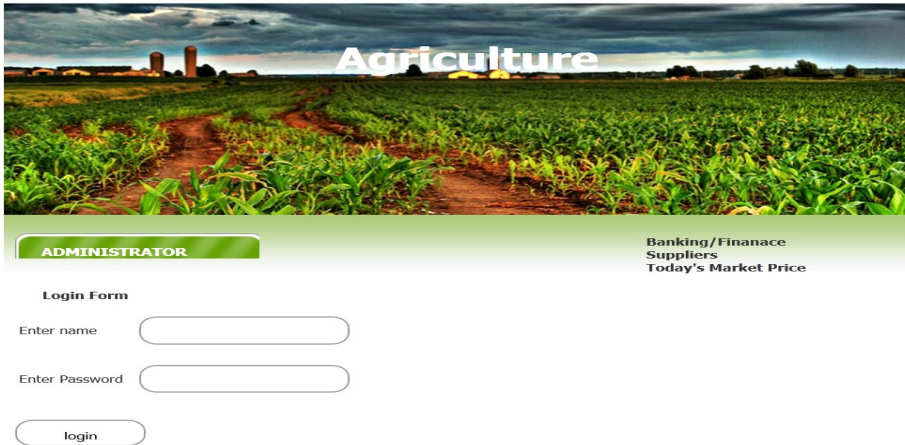 Agriculture
ADMINISTRATOR
Banking/Finanace
Suppliers
Today's Market Price
Login Form
Enter name
Enter Password
login